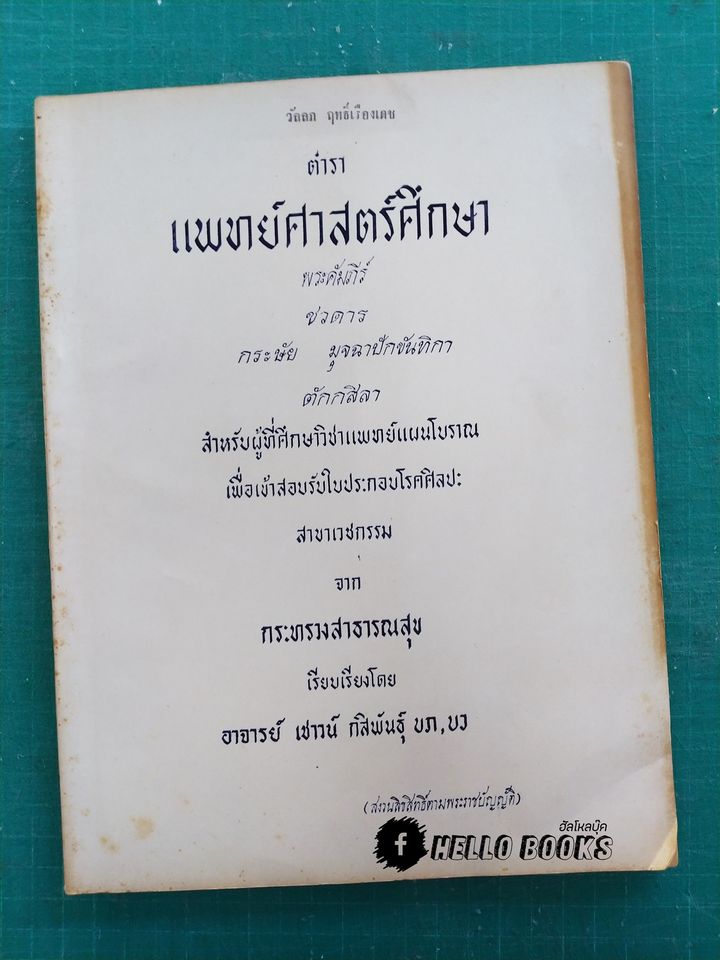 วัลลภ ฤทธิ์เรืองเดช
ตำรา
แพทย์ศาสตร์ศึกษา
พระคัมภีร์
ชวดาร
กระษัย มุจฉาปักขันทิกา
ตักกสิลา
สำหรับผู้ที่ศึกษาวิชาแพทย์แผนโบราณ
เพื่อเข้าสอบรับใบประกอบโรคศิลปะ
สาขาเวชกรรม
จาก
กระทรวงสาธารณสุข
เรียบเรียงโดย
อาจารย์ เชาวน์ กสิพันธุ์ บภ,บว
(สงวนลิขสิทธิ์ตามพระราชบัญญัติ)
ฮัลโหลบุ๊ค
f HELLO BOOKS